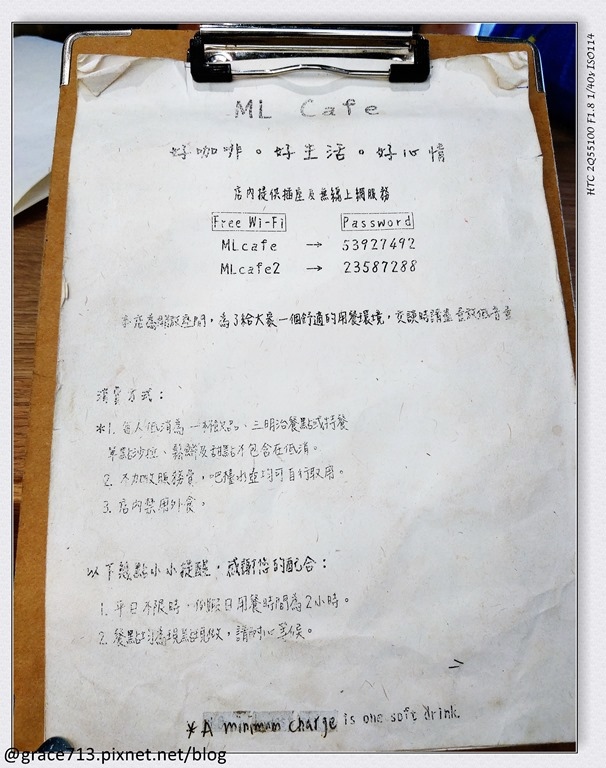 ML Cafe
好咖啡。好生活。好心情
店內提供插座及無線上網服務
Free Wi-Fi Password
MLcafe → 53927492
MLcafe2 → 23587288
本店為開放空間，為了給大家一個舒適的用餐環境，交談時請盡量放低音量
消費方式：
*1. 每人低消為一杯飲品、三明治餐點或特餐
單點沙拉、鬆餅及甜點不包含在低消。
2. 不加收服務費，吧檯水壺均可自行取用。
3. 店內禁用外食。
以下幾點小小提醒，感謝您的配合：
1. 平日不限時，例假日用餐時間為2小時。
2. 餐點均為現點現做，請耐心等候。
*A minimum charge is one soft drink.
HTC 2Q55100 F1.8 1/40s ISO114
@grace713.pixnet.net/blog